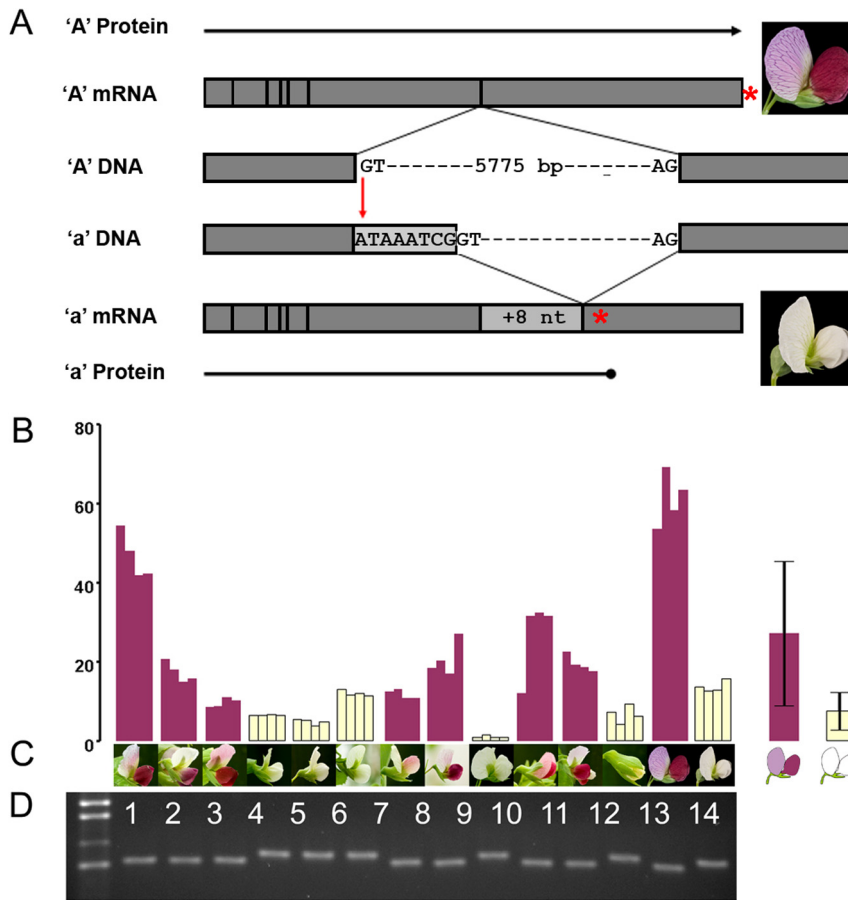 A
‘A’ Protein
‘A’ mRNA *
‘A’ DNA GT-------5775 bp-----_--AG
‘a’ DNA ATAAATCGGT--------------AG
‘a’ mRNA +8 nt *
‘a’ Protein
B
80
60
40
20
0
C
D 1 2 3 4 5 6 7 8 9 10 11 12 13 14